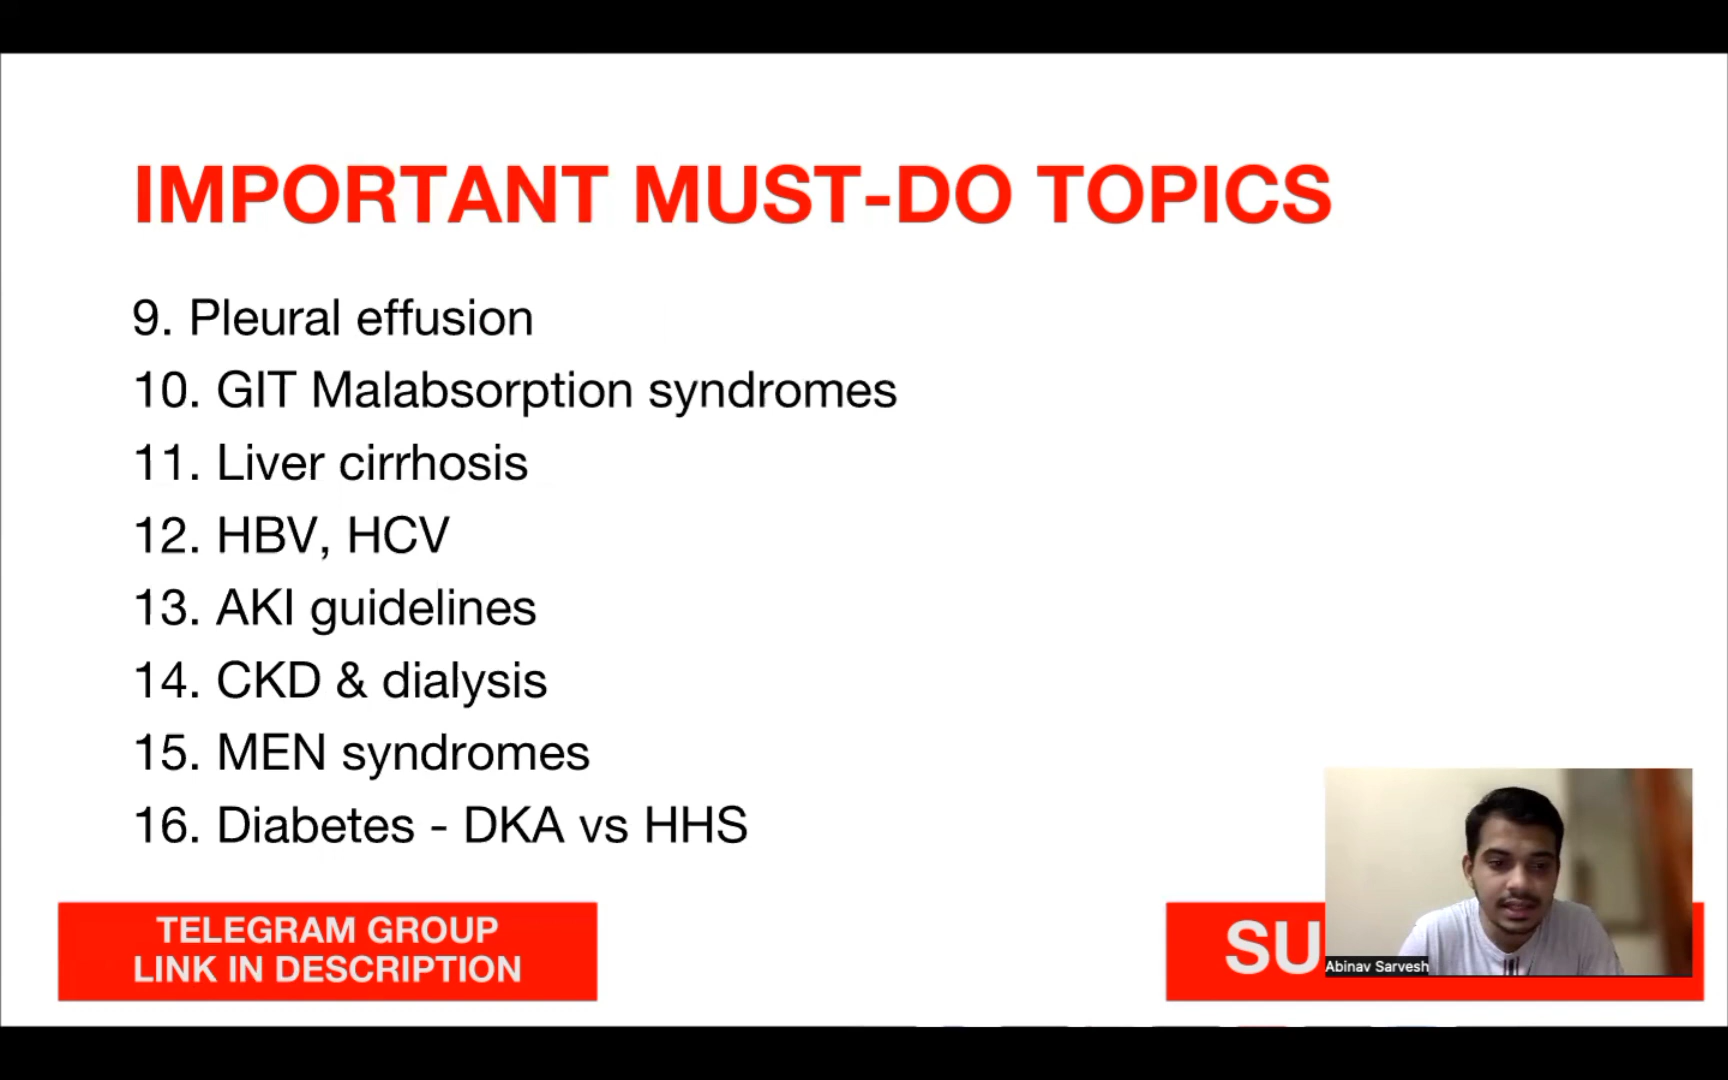 IMPORTANT MUST-DO TOPICS
9. Pleural effusion
10. GIT Malabsorption syndromes
11. Liver cirrhosis
12. HBV, HCV
13. AKI guidelines
14. CKD & dialysis
15. MEN syndromes
16. Diabetes - DKA vs HHS
TELEGRAM GROUP
LINK IN DESCRIPTION
SU
Abinav Sarvesh